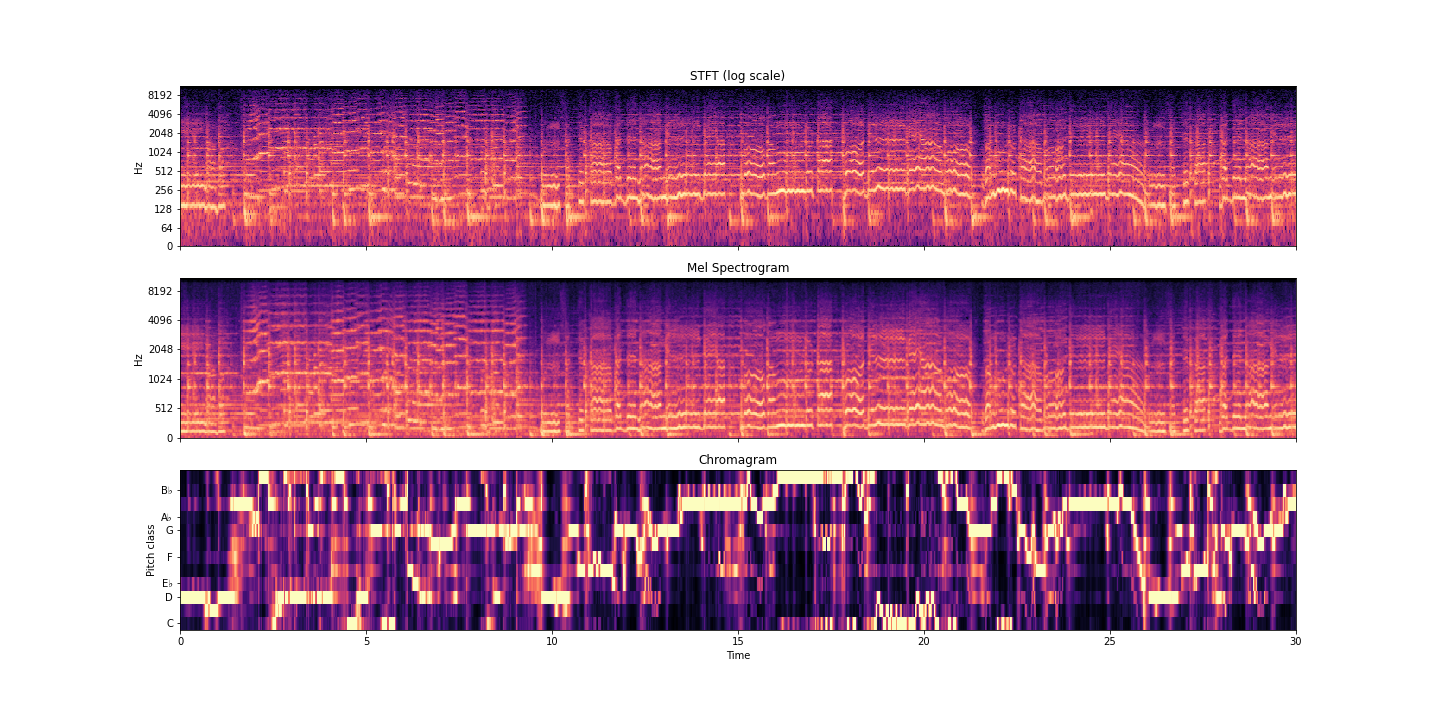 STFT (log scale)
8192
4096
2048
1024
512
256
128
64
0
Hz
Mel Spectrogram
8192
4096
2048
1024
512
0
Hz
Chromagram
B♭
A♭
G
F
E♭
D
C
Pitch class
0 5 10 15 20 25 30
Time